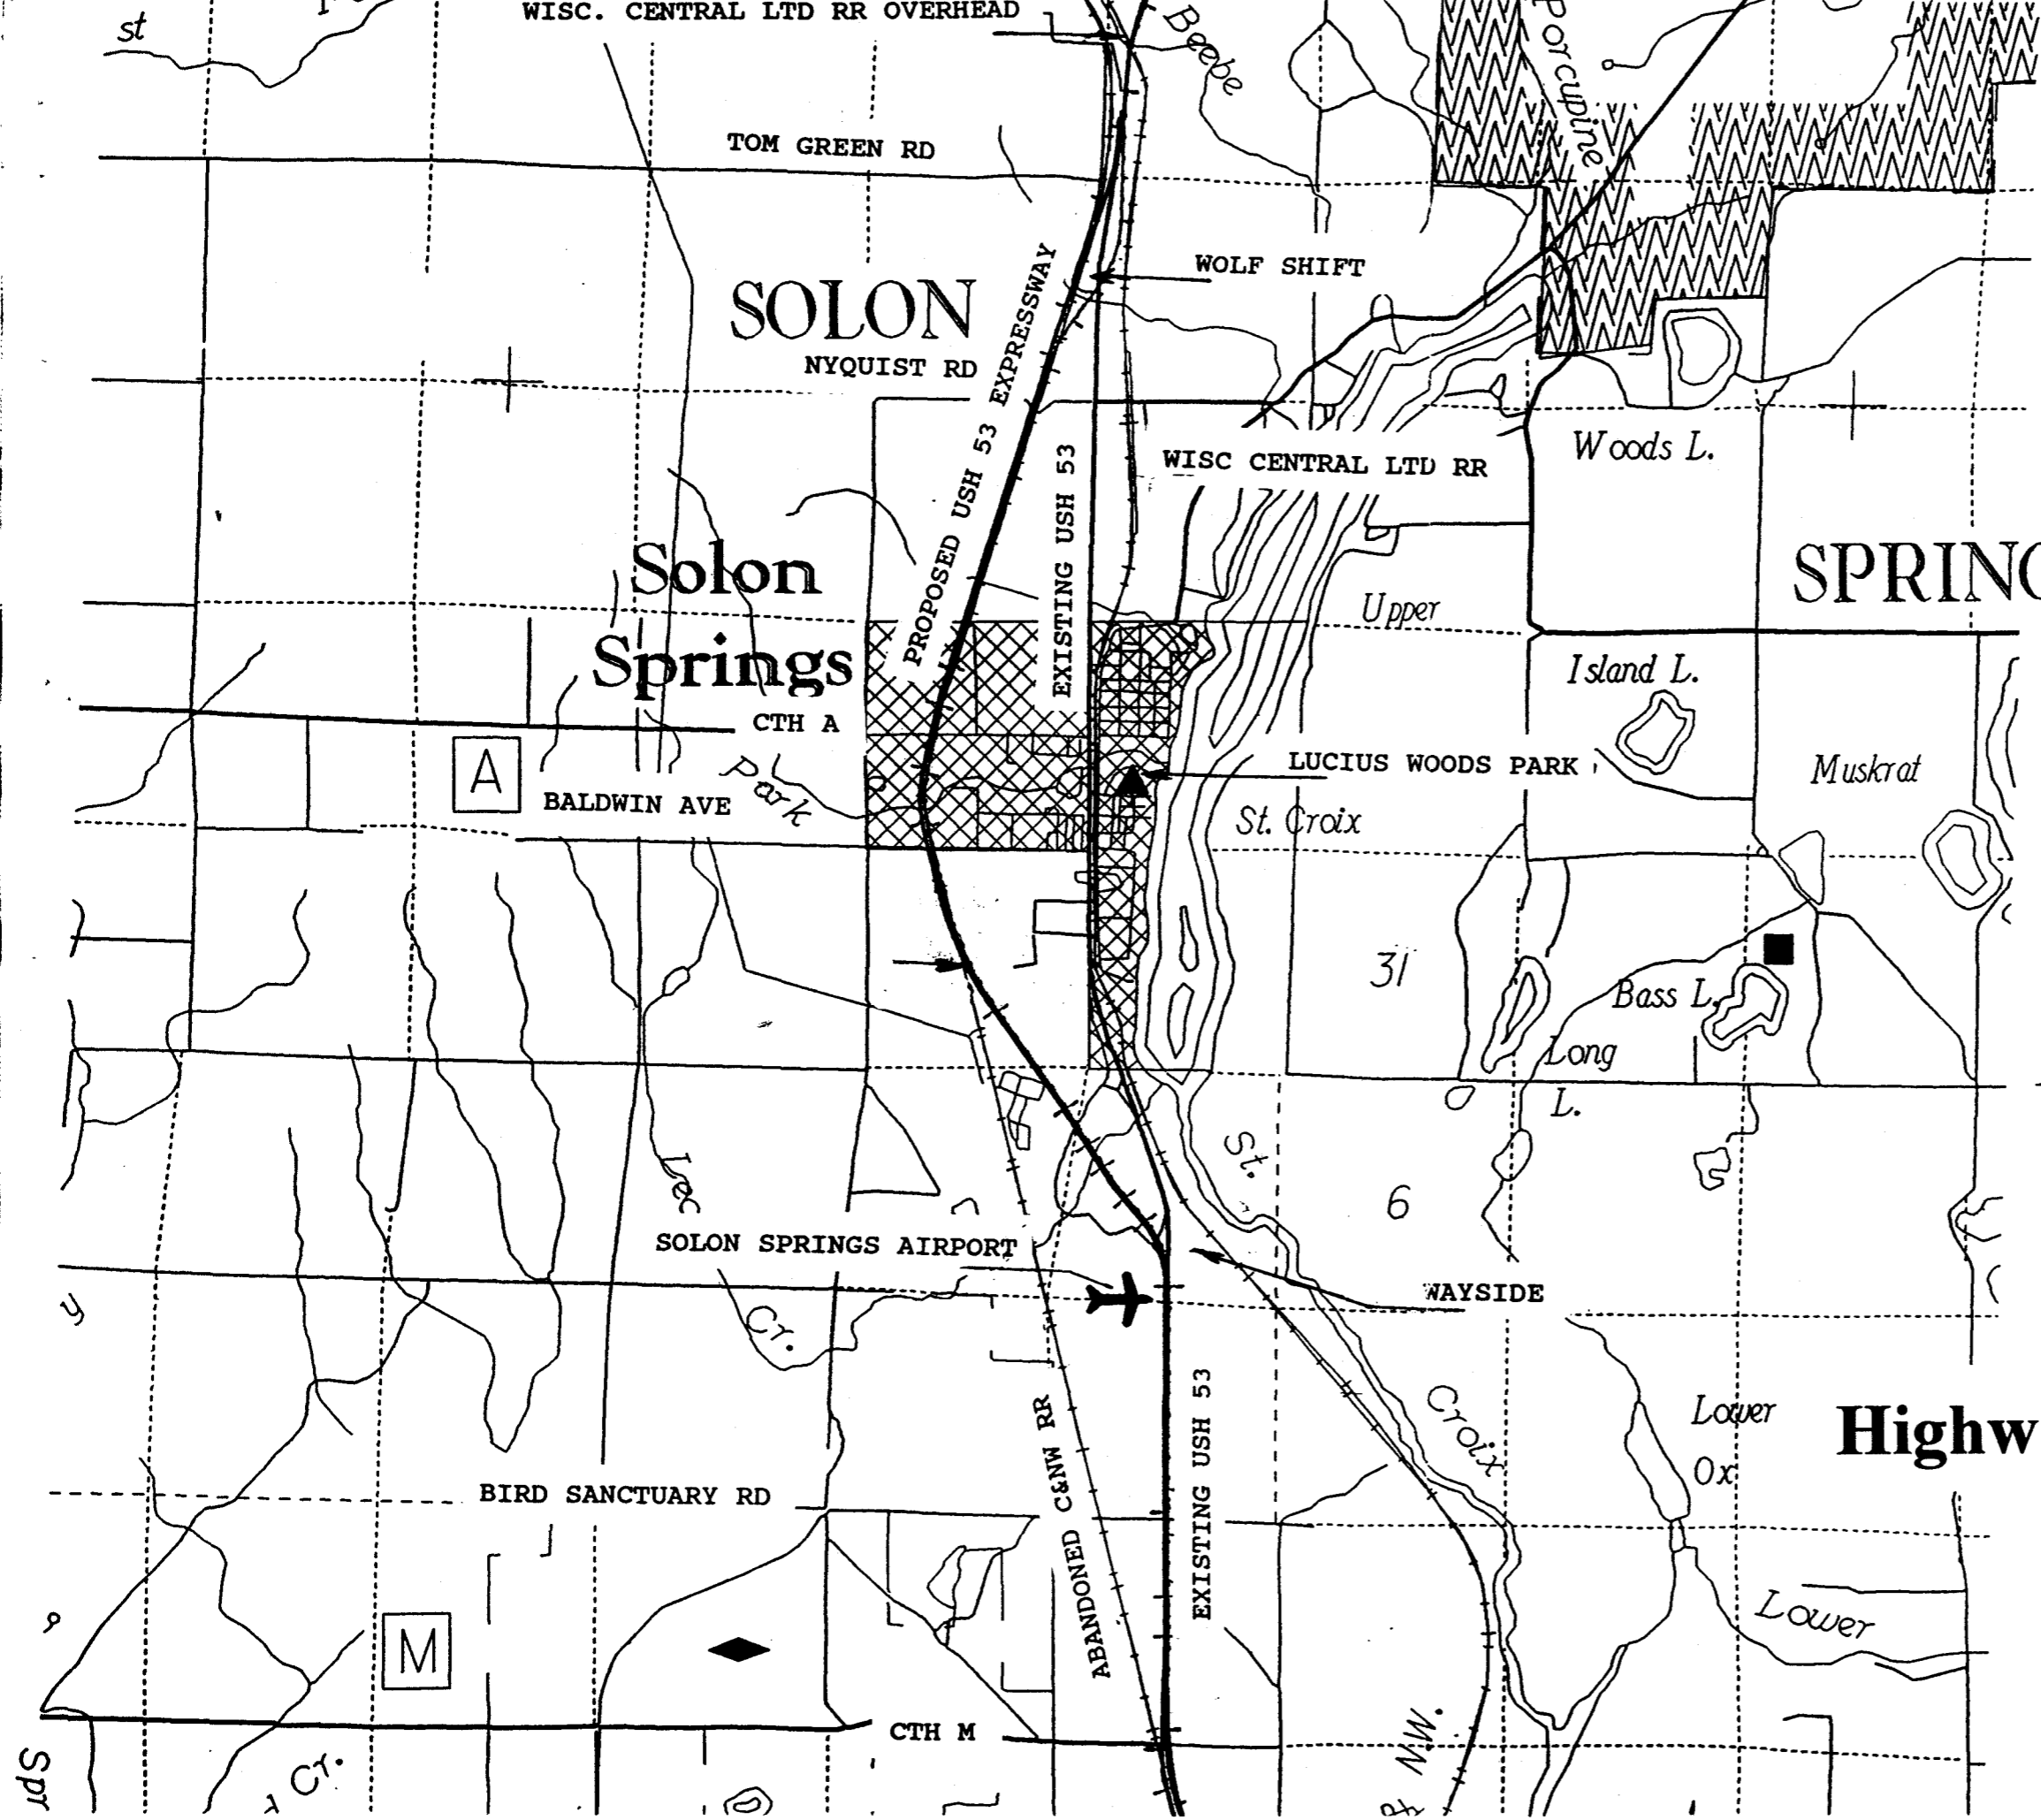 WISC. CENTRAL LTD RR OVERHEAD
st
Baebe
Porcupine
TOM GREEN RD
WOLF SHIFT
SOLON
NYQUIST RD
PROPOSED USH 53 EXPRESSWAY
EXISTING USH 53
WISC CENTRAL LTD RR
Woods L.
Solon
Springs
SPRING
Upper
Island L.
CTH A
A
LUCIUS WOODS PARK
Muskrat
BALDWIN AVE
Park
St. Croix
31
Bass L.
Long
L.
St.
6
Lec
SOLON SPRINGS AIRPORT
WAYSIDE
Cr.
y
Croix
Lower
Ox
Highw
ABANDONED C&NW RR
EXISTING USH 53
BIRD SANCTUARY RD
Lower
M
CTH M
N.W.
Spr
Cr.